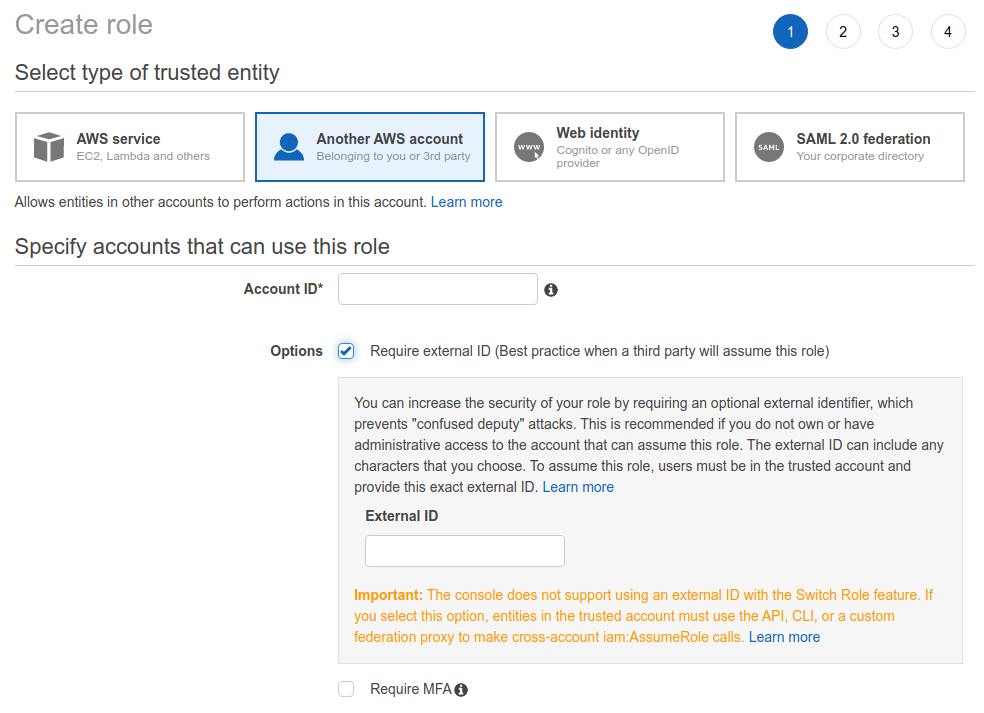 Create role
1 2 3 4
Select type of trusted entity
AWS service
EC2, Lambda and others
Another AWS account
Belonging to you or 3rd party
www
Web identity
Cognito or any OpenID
provider
SAML
SAML 2.0 federation
Your corporate directory
Allows entities in other accounts to perform actions in this account. Learn more
Specify accounts that can use this role
Account ID*
Options Require external ID (Best practice when a third party will assume this role)
You can increase the security of your role by requiring an optional external identifier, which
prevents "confused deputy" attacks. This is recommended if you do not own or have
administrative access to the account that can assume this role. The external ID can include any
characters that you choose. To assume this role, users must be in the trusted account and
provide this exact external ID. Learn more
External ID
Important: The console does not support using an external ID with the Switch Role feature. If
you select this option, entities in the trusted account must use the API, CLI, or a custom
federation proxy to make cross-account iam:AssumeRole calls. Learn more
Require MFA